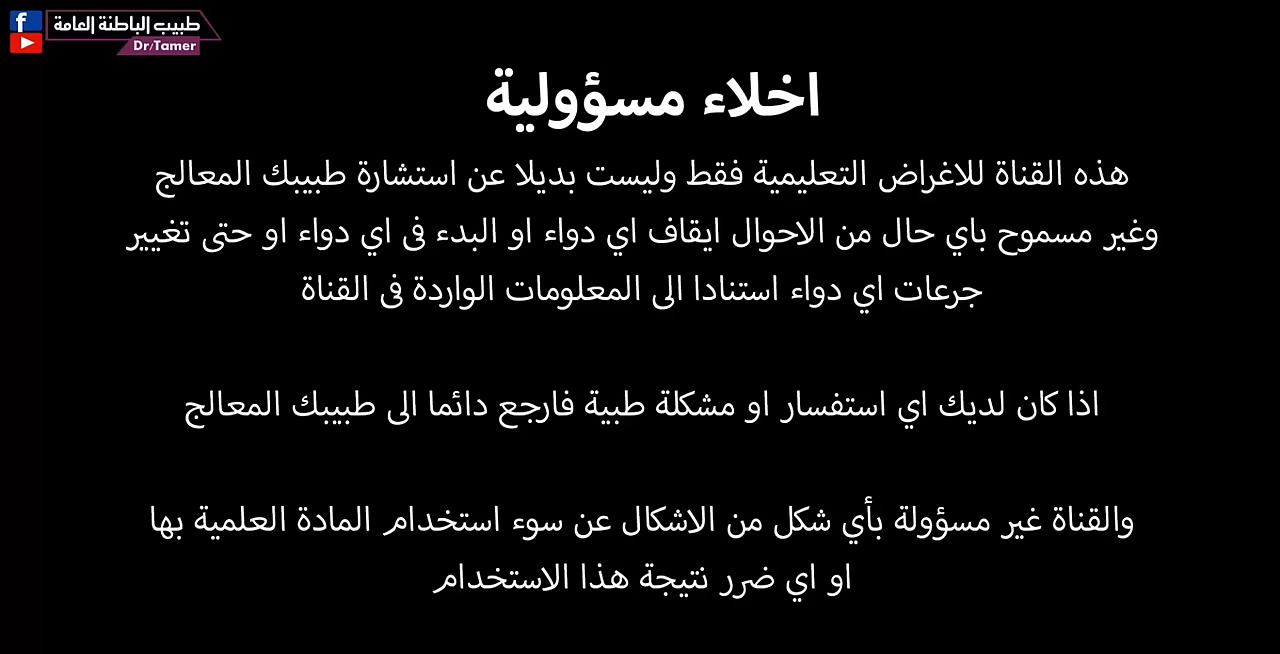 طبيب الباطنة العامة
Dr/Tamer
اخلاء مسؤولية
هذه القناة للاغراض التعليمية فقط وليست بديلا عن استشارة طبيبك المعالج
وغير مسموح باي حال من الاحوال ايقاف اي دواء او البدء فى اي دواء او حتى تغيير
جرعات اي دواء استنادا الى المعلومات الواردة فى القناة
اذا كان لديك اي استفسار او مشكلة طبية فارجع دائما الى طبيبك المعالج
والقناة غير مسؤولة بأي شكل من الاشكال عن سوء استخدام المادة العلمية بها
او اي ضرر نتيجة هذا الاستخدام